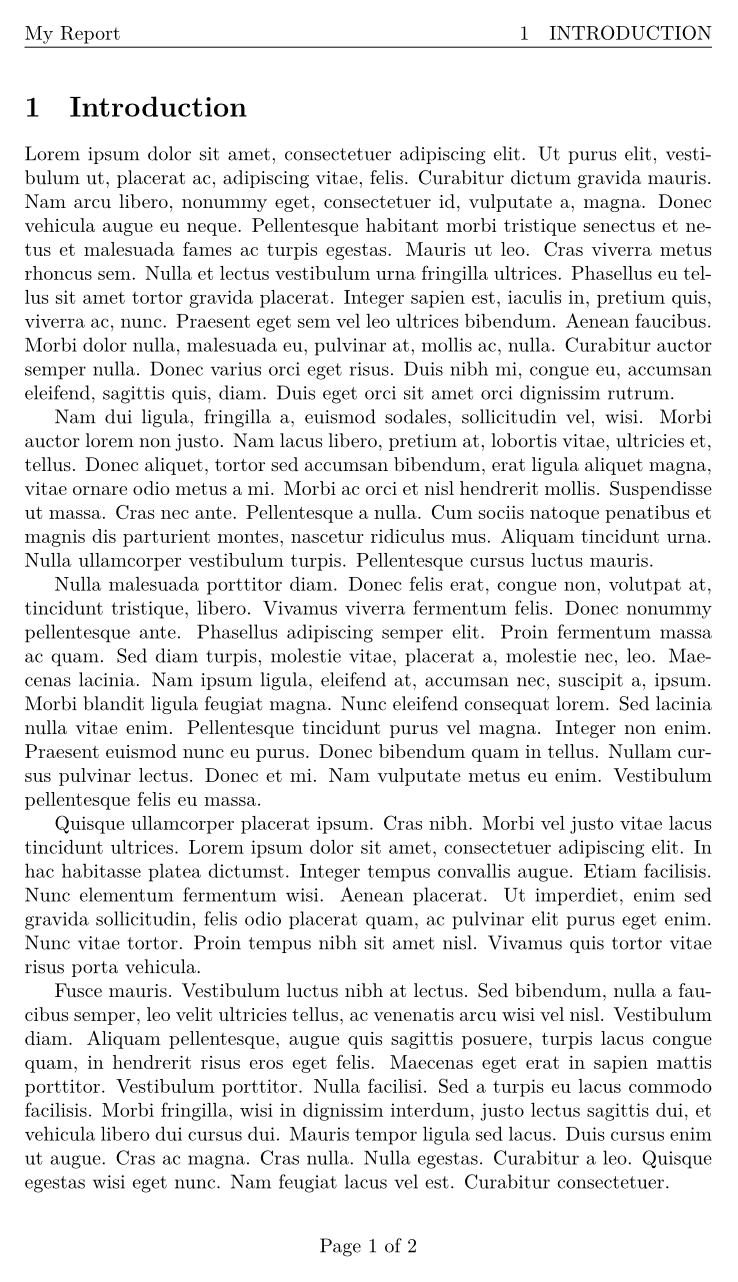 My Report 1 INTRODUCTION
1 Introduction
Lorem ipsum dolor sit amet, consectetuer adipiscing elit. Ut purus elit, vesti-
bulum ut, placerat ac, adipiscing vitae, felis. Curabitur dictum gravida mauris.
Nam arcu libero, nonummy eget, consectetuer id, vulputate a, magna. Donec
vehicula augue eu neque. Pellentesque habitant morbi tristique senectus et ne-
tus et malesuada fames ac turpis egestas. Mauris ut leo. Cras viverra metus
rhoncus sem. Nulla et lectus vestibulum urna fringilla ultrices. Phasellus eu tel-
lus sit amet tortor gravida placerat. Integer sapien est, iaculis in, pretium quis,
viverra ac, nunc. Praesent eget sem vel leo ultrices bibendum. Aenean faucibus.
Morbi dolor nulla, malesuada eu, pulvinar at, mollis ac, nulla. Curabitur auctor
semper nulla. Donec varius orci eget risus. Duis nibh mi, congue eu, accumsan
eleifend, sagittis quis, diam. Duis eget orci sit amet orci dignissim rutrum.
Nam dui ligula, fringilla a, euismod sodales, sollicitudin vel, wisi. Morbi
auctor lorem non justo. Nam lacus libero, pretium at, lobortis vitae, ultricies et,
tellus. Donec aliquet, tortor sed accumsan bibendum, erat ligula aliquet magna,
vitae ornare odio metus a mi. Morbi ac orci et nisl hendrerit mollis. Suspendisse
ut massa. Cras nec ante. Pellentesque a nulla. Cum sociis natoque penatibus et
magnis dis parturient montes, nascetur ridiculus mus. Aliquam tincidunt urna.
Nulla ullamcorper vestibulum turpis. Pellentesque cursus luctus mauris.
Nulla malesuada porttitor diam. Donec felis erat, congue non, volutpat at,
tincidunt tristique, libero. Vivamus viverra fermentum felis. Donec nonummy
pellentesque ante. Phasellus adipiscing semper elit. Proin fermentum massa
ac quam. Sed diam turpis, molestie vitae, placerat a, molestie nec, leo. Mae-
cenas lacinia. Nam ipsum ligula, eleifend at, accumsan nec, suscipit a, ipsum.
Morbi blandit ligula feugiat magna. Nunc eleifend consequat lorem. Sed lacinia
nulla vitae enim. Pellentesque tincidunt purus vel magna. Integer non enim.
Praesent euismod nunc eu purus. Donec bibendum quam in tellus. Nullam cur-
sus pulvinar lectus. Donec et mi. Nam vulputate metus eu enim. Vestibulum
pellentesque felis eu massa.
Quisque ullamcorper placerat ipsum. Cras nibh. Morbi vel justo vitae lacus
tincidunt ultrices. Lorem ipsum dolor sit amet, consectetuer adipiscing elit. In
hac habitasse platea dictumst. Integer tempus convallis augue. Etiam facilisis.
Nunc elementum fermentum wisi. Aenean placerat. Ut imperdiet, enim sed
gravida sollicitudin, felis odio placerat quam, ac pulvinar elit purus eget enim.
Nunc vitae tortor. Proin tempus nibh sit amet nisl. Vivamus quis tortor vitae
risus porta vehicula.
Fusce mauris. Vestibulum luctus nibh at lectus. Sed bibendum, nulla a fau-
cibus semper, leo velit ultricies tellus, ac venenatis arcu wisi vel nisl. Vestibulum
diam. Aliquam pellentesque, augue quis sagittis posuere, turpis lacus congue
quam, in hendrerit risus eros eget felis. Maecenas eget erat in sapien mattis
porttitor. Vestibulum porttitor. Nulla facilisi. Sed a turpis eu lacus commodo
facilisis. Morbi fringilla, wisi in dignissim interdum, justo lectus sagittis dui, et
vehicula libero dui cursus dui. Mauris tempor ligula sed lacus. Duis cursus enim
ut augue. Cras ac magna. Cras nulla. Nulla egestas. Curabitur a leo. Quisque
egestas wisi eget nunc. Nam feugiat lacus vel est. Curabitur consectetuer.
Page 1 of 2